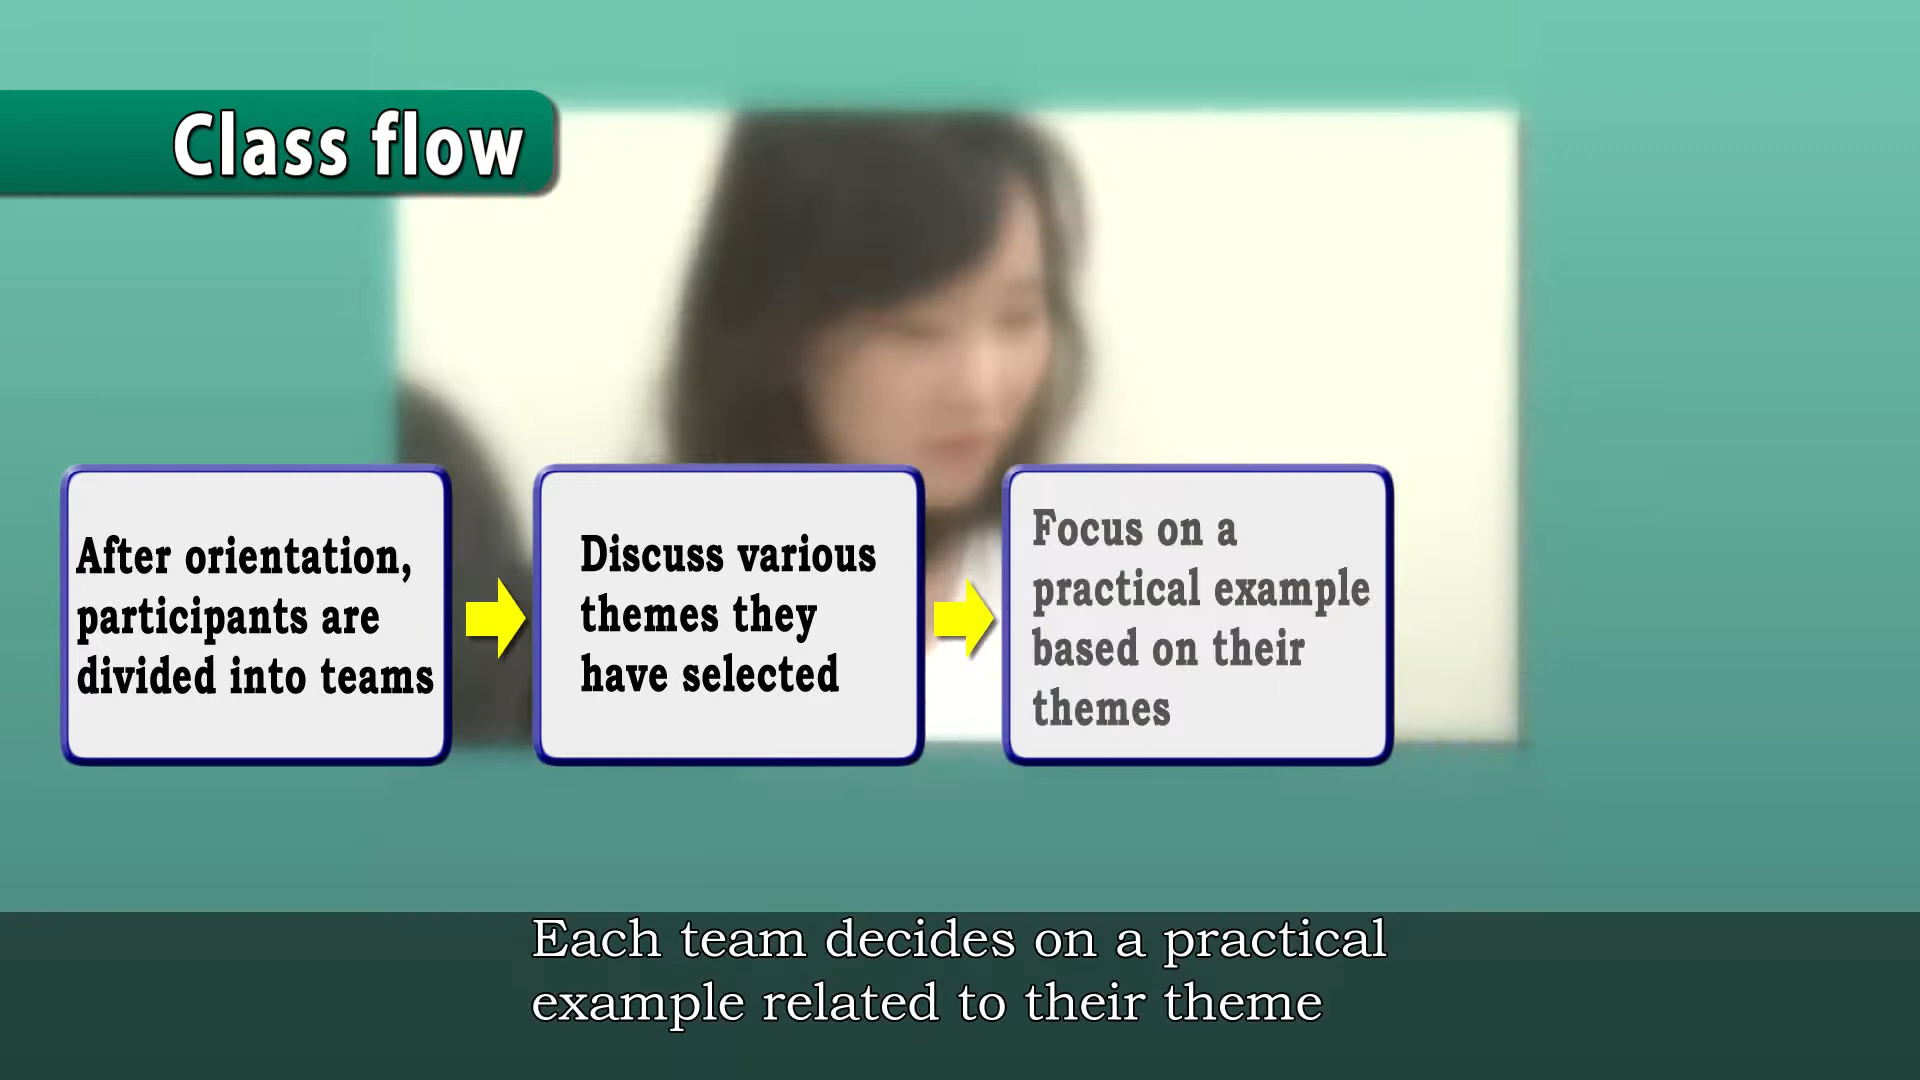 Class flow
After orientation,
participants are
divided into teams
Discuss various
themes they
have selected
Focus on a
practical example
based on their
themes
Each team decides on a practical
example related to their theme